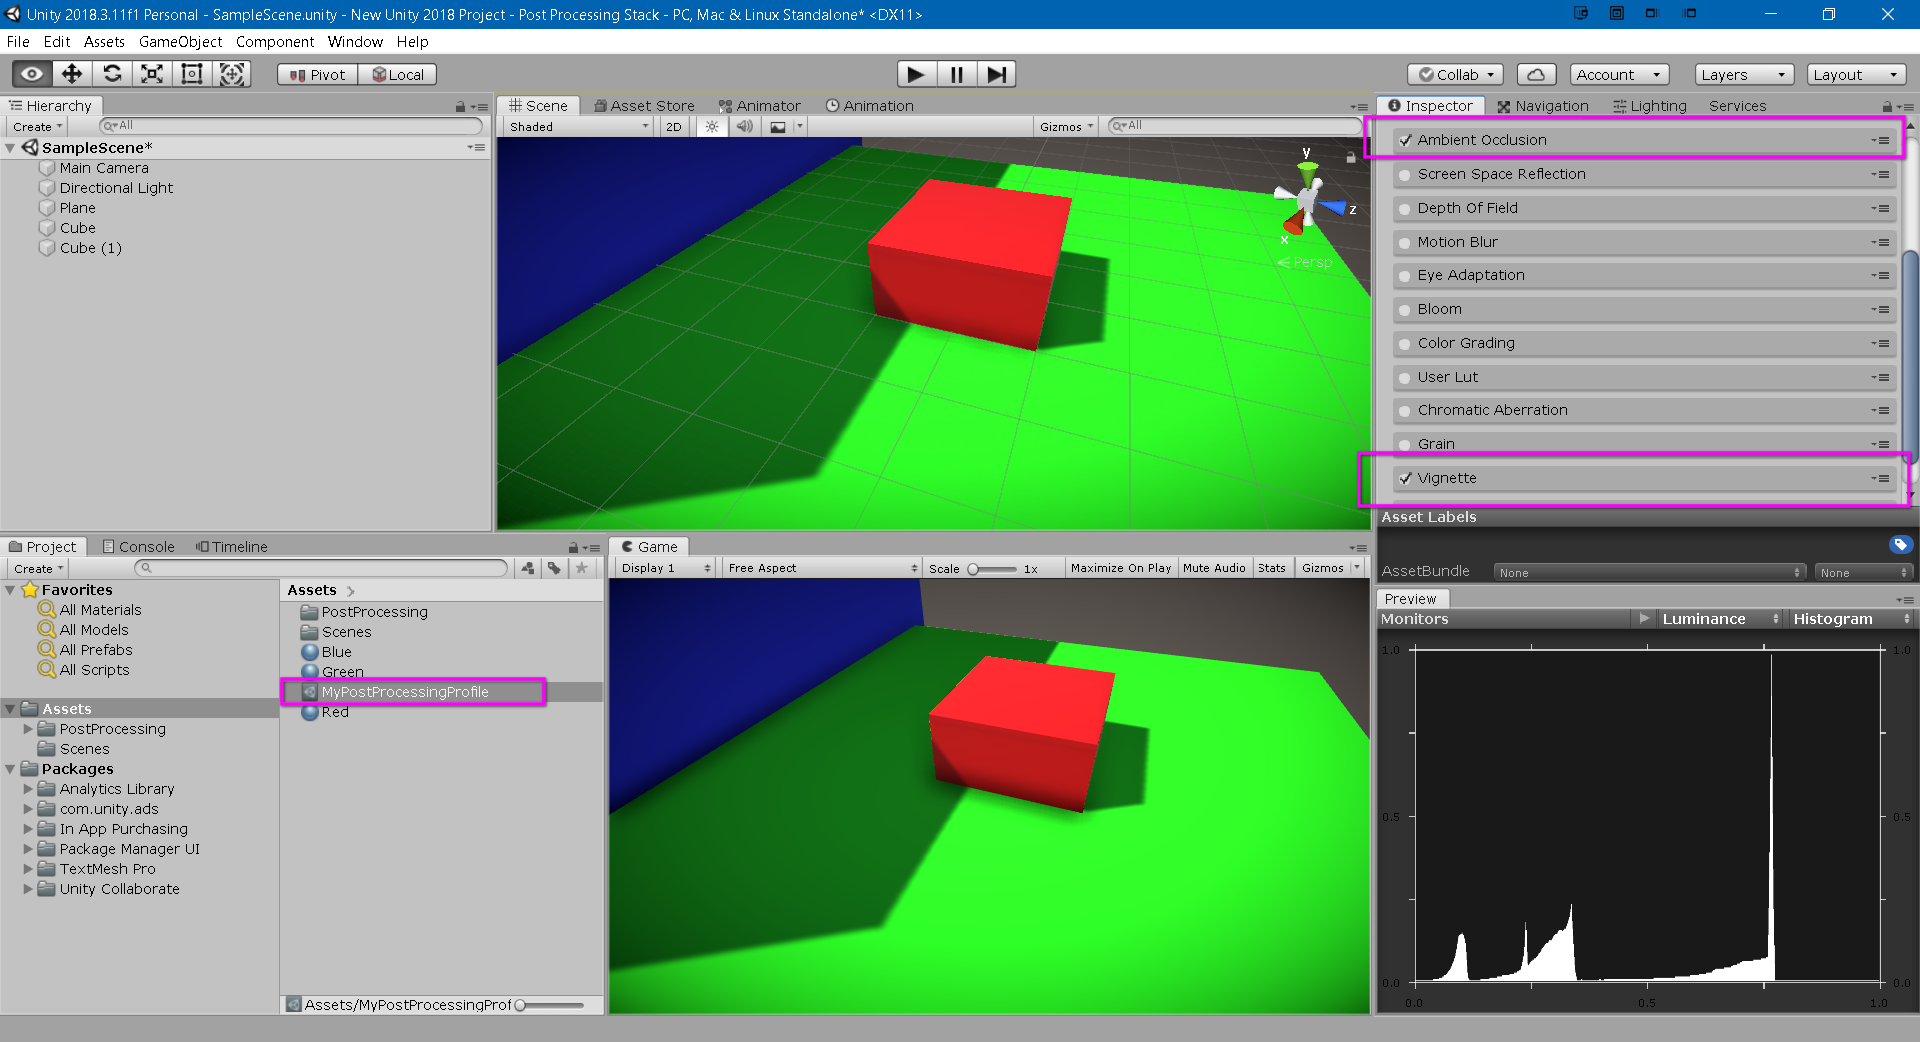 Unity 2018.3.11f1 Personal - SampleScene.unity - New Unity 2018 Project - Post Processing Stack - PC, Mac & Linux Standalone* <DX11>
File Edit Assets GameObject Component Window Help
Pivot Local Collab Account Layers Layout
Hierarchy
Create All
SampleScene*
Main Camera
Directional Light
Plane
Cube
Cube (1)
Scene Asset Store Animator Animation
Shaded 2D Gizmos All
y
z
x
Persp
Inspector Navigation Lighting Services
Ambient Occlusion
Screen Space Reflection
Depth Of Field
Motion Blur
Eye Adaptation
Bloom
Color Grading
User Lut
Chromatic Aberration
Grain
Vignette
Asset Labels
AssetBundle None None
Project Console Timeline
Create
Favorites
All Materials
All Models
All Prefabs
All Scripts
Assets
PostProcessing
Scenes
Packages
Analytics Library
com.unity.ads
In App Purchasing
Package Manager UI
TextMesh Pro
Unity Collaborate
Assets
PostProcessing
Scenes
Blue
Green
MyPostProcessingProfile
Red
Assets/MyPostProcessingProf
Game
Display 1 Free Aspect Scale 1x Maximize On Play Mute Audio Stats Gizmos
Preview
Monitors Luminance Histogram
1.0 1.0
0.5 0.5
0.0 0.0
0.0 0.5 1.0